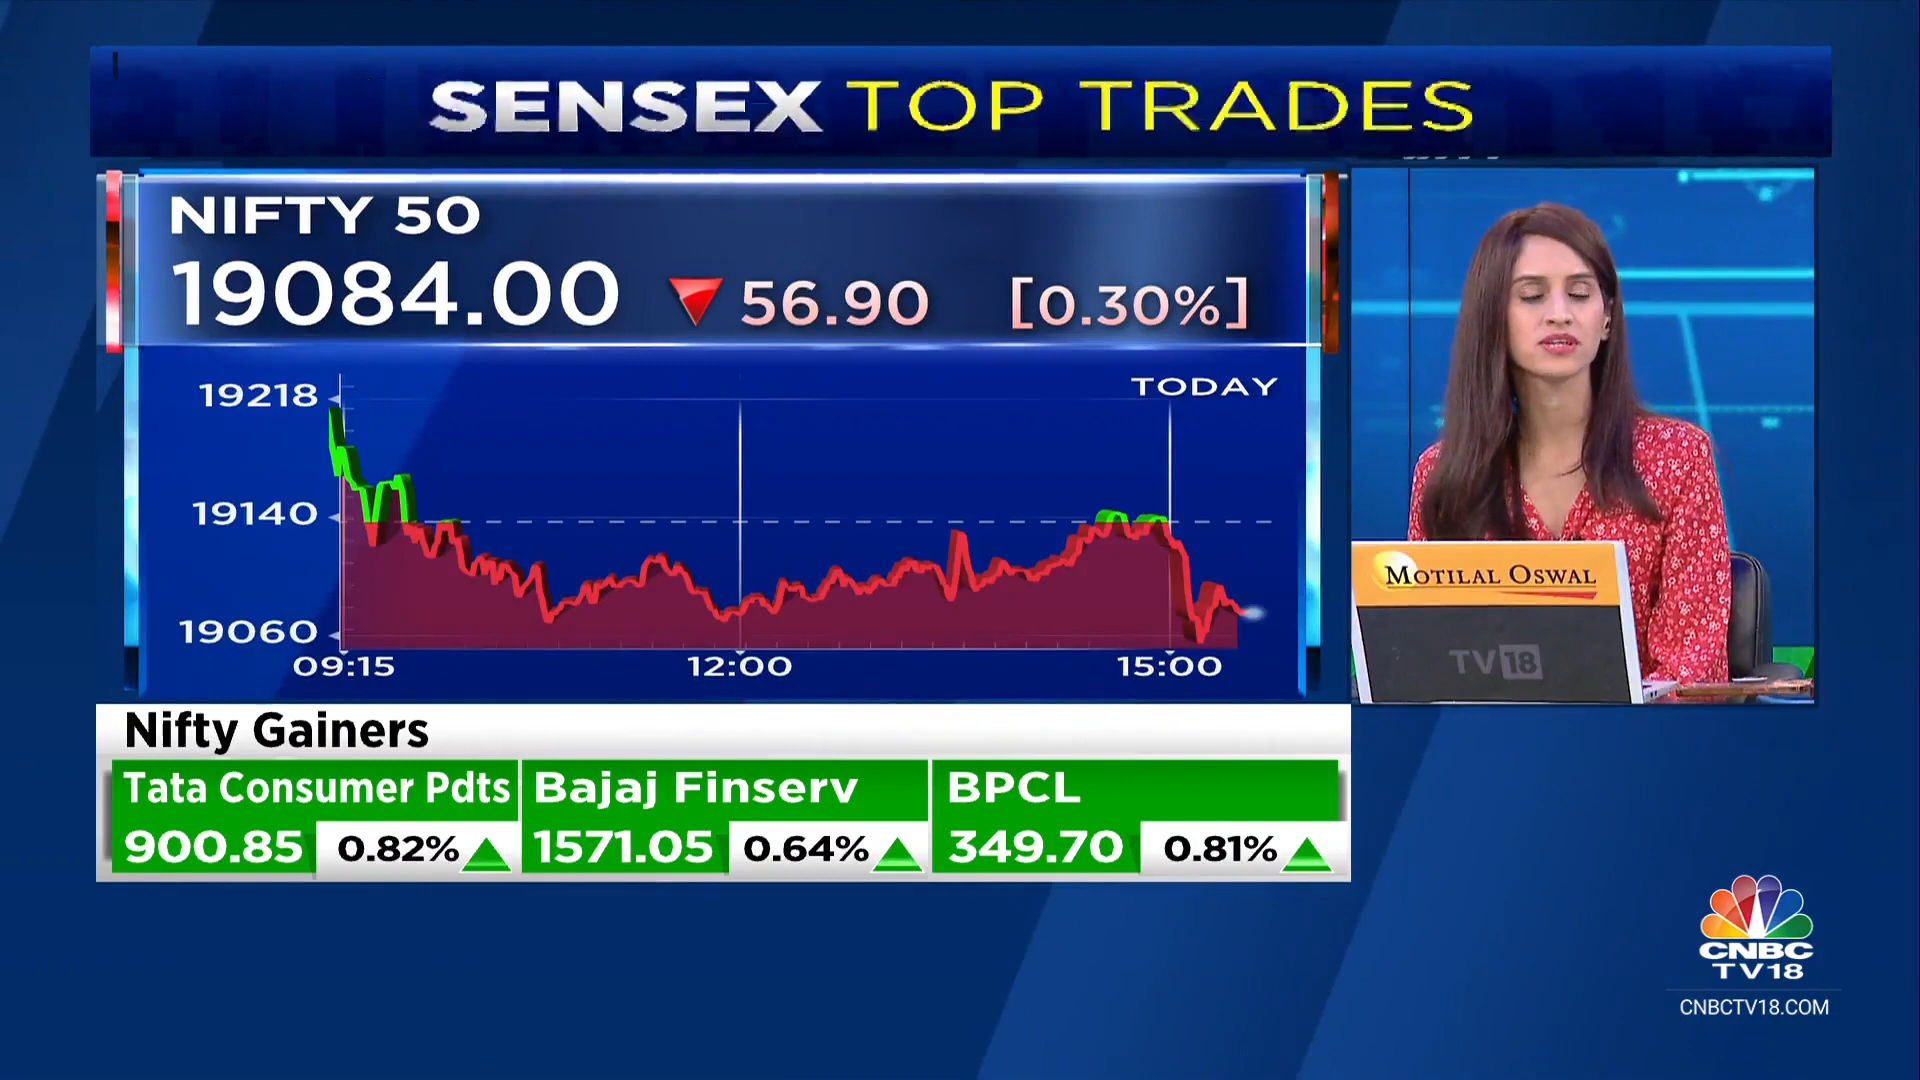 SENSEX TOP TRADES
NIFTY 50
19084.00 56.90 [0.30%]
TODAY
19218
19140
19060
09:15 12:00 15:00
MOTILAL OSWAL
TV18
Nifty Gainers
Tata Consumer Pdts
900.85 0.82%
Bajaj Finserv
1571.05 0.64%
BPCL
349.70 0.81%
CNBC
TV18
CNBCTV18.COM